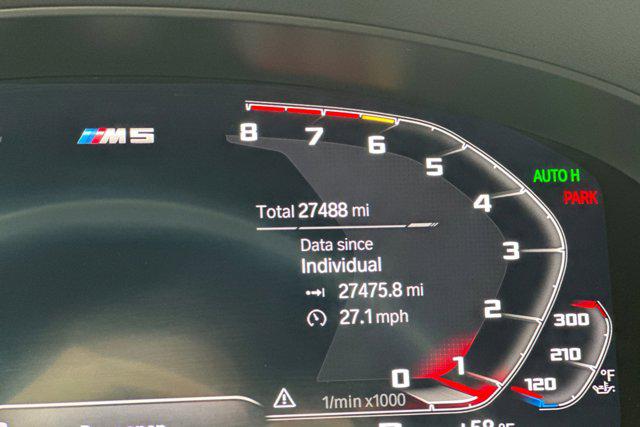 M5
8
7
6
5
4
3
2
1
0
AUTO H
PARK
Total 27488 mi
Data since
Individual
27475.8 mi
27.1 mph
1/min x1000
300
210
120
°F